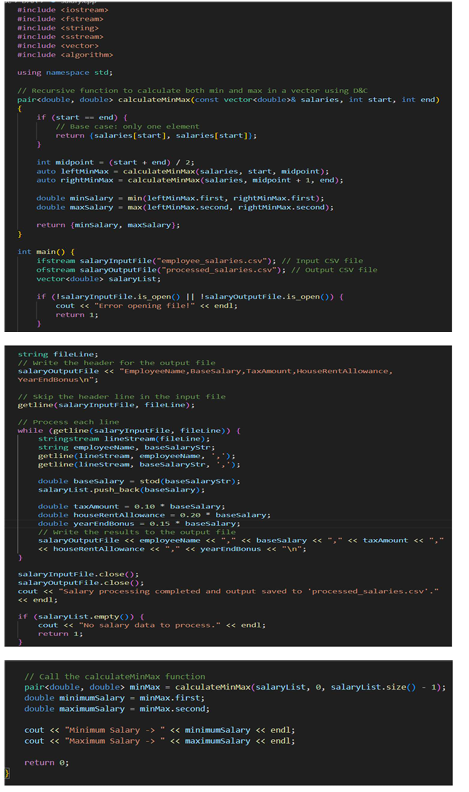 #include <iostream>
#include <fstream>
#include <string>
#include <sstream>
#include <vector>
#include <algorithm>

using namespace std;

// Recursive function to calculate both min and max in a vector using D&C
pair<double, double> calculateMinMax(const vector<double>& salaries, int start, int end)
{
    if (start == end) {
        // Base case: only one element
        return {salaries[start], salaries[start]};
    }

    int midpoint = (start + end) / 2;
    auto leftMinMax = calculateMinMax(salaries, start, midpoint);
    auto rightMinMax = calculateMinMax(salaries, midpoint + 1, end);

    double minSalary = min(leftMinMax.first, rightMinMax.first);
    double maxSalary = max(leftMinMax.second, rightMinMax.second);

    return {minSalary, maxSalary};
}

int main() {
    ifstream salaryInputFile("employee_salaries.csv"); // Input CSV file
    ofstream salaryOutputFile("processed_salaries.csv"); // Output CSV file
    vector<double> salaryList;

    if (!salaryInputFile.is_open() || !salaryOutputFile.is_open()) {
        cout << "Error opening file!" << endl;
        return 1;
    }

string fileLine;
// Write the header for the output file
salaryOutputFile << "EmployeeName,BaseSalary,TaxAmount,HouseRentAllowance,
YearEndBonus\n";

// Skip the header line in the input file
getline(salaryInputFile, fileLine);

// Process each line
while (getline(salaryInputFile, fileLine)) {
    stringstream lineStream(fileLine);
    string employeeName, baseSalaryStr;
    getline(lineStream, employeeName, ',');
    getline(lineStream, baseSalaryStr, ',');

    double baseSalary = stod(baseSalaryStr);
    salaryList.push_back(baseSalary);

    double taxAmount = 0.10 * baseSalary;
    double houseRentAllowance = 0.20 * baseSalary;
    double yearEndBonus = 0.15 * baseSalary;
    // Write the results to the output file
    salaryOutputFile << employeeName << "," << baseSalary << "," << taxAmount << ","
    << houseRentAllowance << "," << yearEndBonus << "\n";
}

salaryInputFile.close();
salaryOutputFile.close();
cout << "Salary processing completed and output saved to 'processed_salaries.csv'."
<< endl;

if (salaryList.empty()) {
    cout << "No salary data to process." << endl;
    return 1;
}

    // Call the calculateMinMax function
    pair<double, double> minMax = calculateMinMax(salaryList, 0, salaryList.size() - 1);
    double minimumSalary = minMax.first;
    double maximumSalary = minMax.second;

    cout << "Minimum Salary -> " << minimumSalary << endl;
    cout << "Maximum Salary -> " << maximumSalary << endl;

    return 0;
}